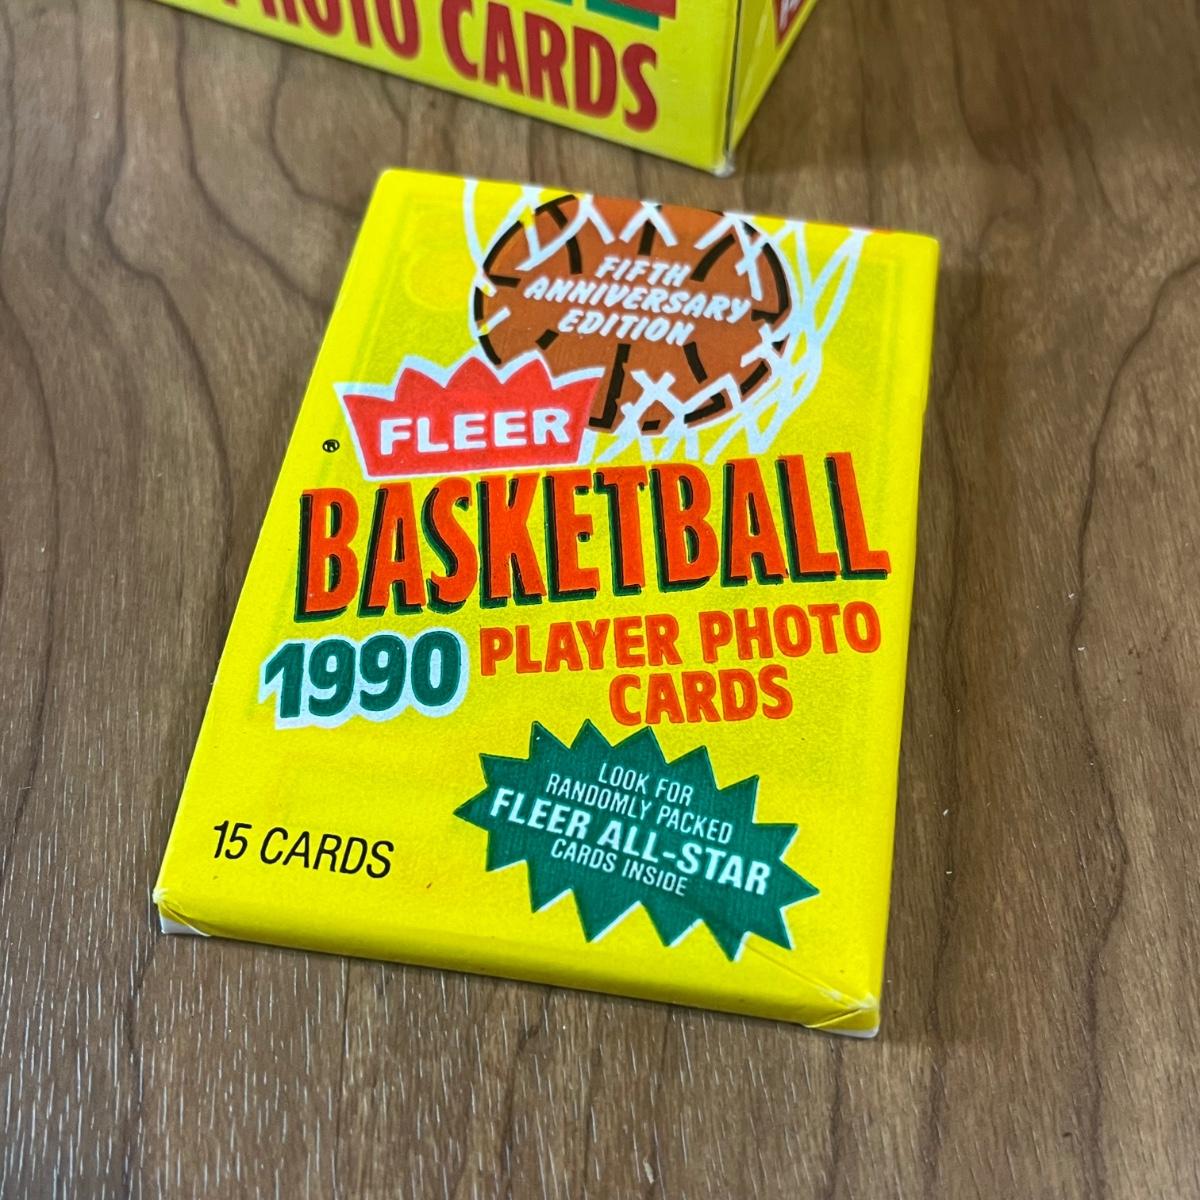 PHOTO CARDS
FIFTH
ANNIVERSARY
EDITION
FLEER
®
BASKETBALL
1990 PLAYER PHOTO
CARDS
LOOK FOR
RANDOMLY PACKED
FLEER ALL-STAR
CARDS INSIDE
15 CARDS